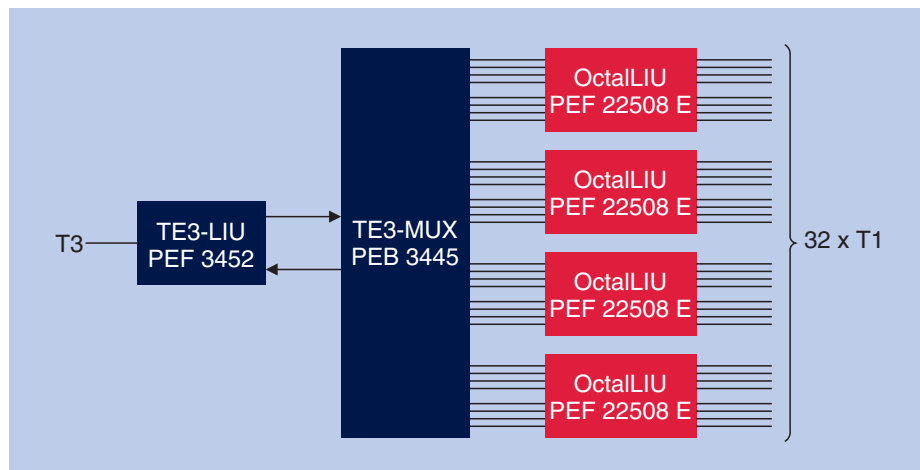 T3
TE3-LIU
PEF 3452
TE3-MUX
PEB 3445
OctalLIU
PEF 22508 E
OctalLIU
PEF 22508 E
OctalLIU
PEF 22508 E
OctalLIU
PEF 22508 E
32 x T1